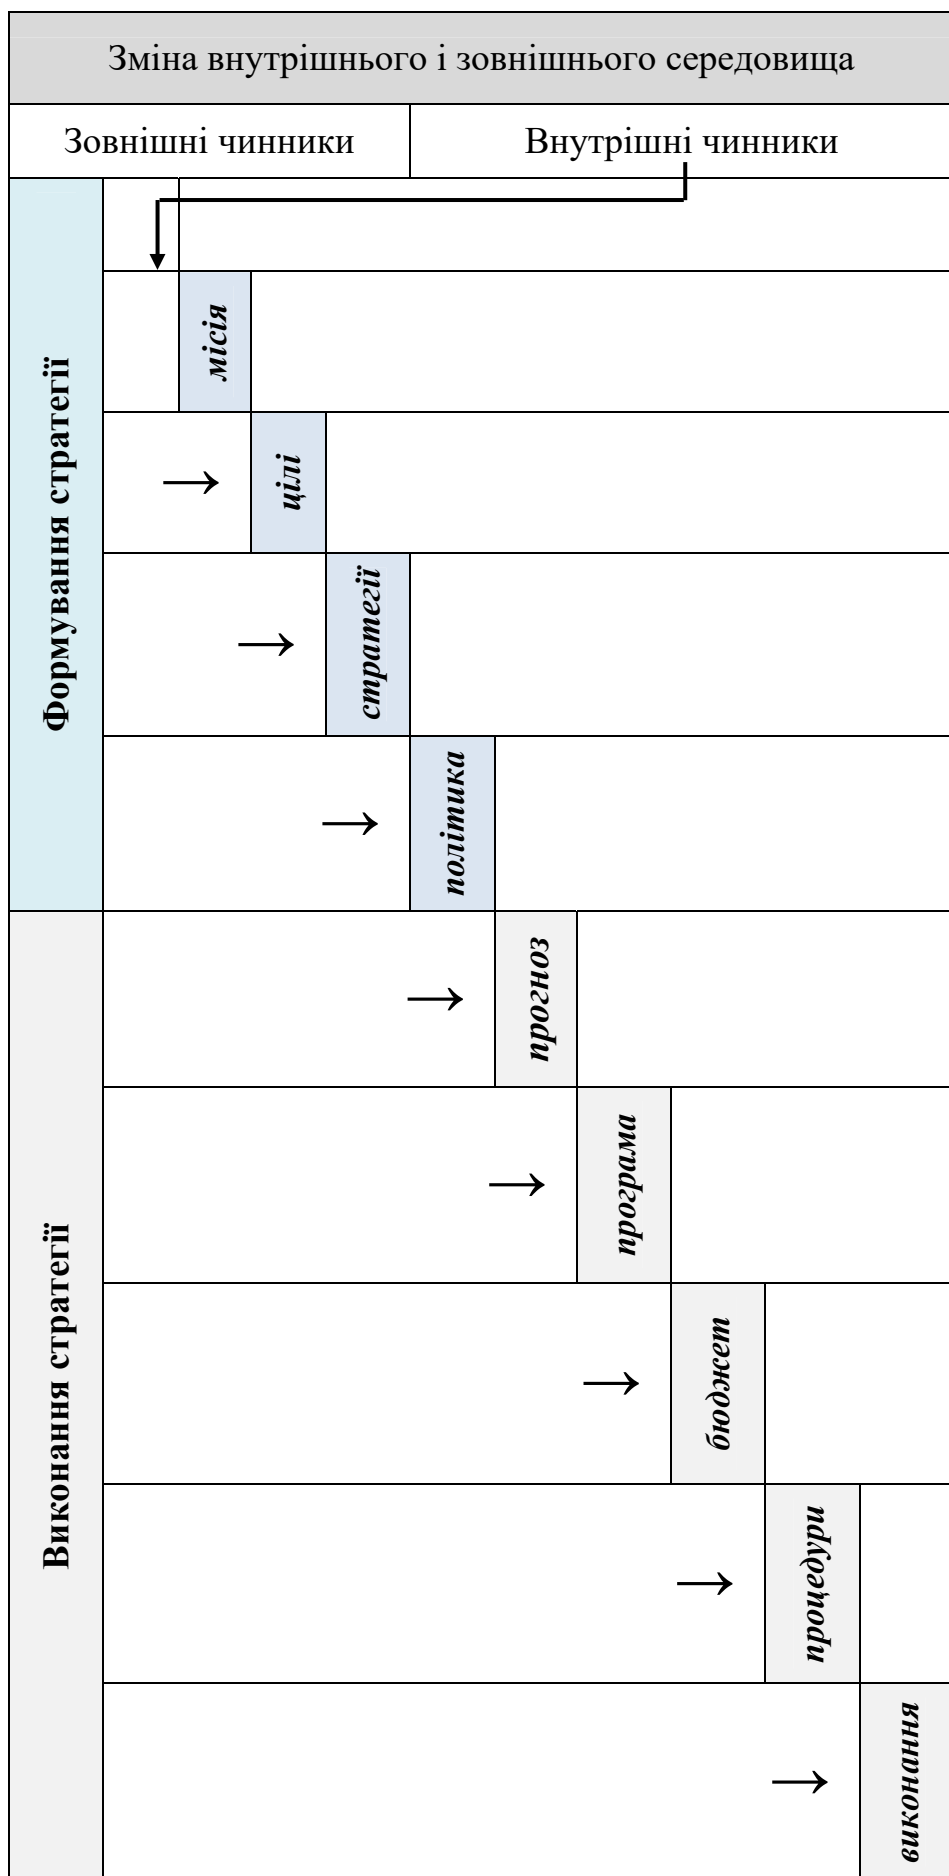 Зміна внутрішнього і зовнішнього середовища
Зовнішні чинники
Внутрішні чинники
Формування стратегії
місія
цілі
стратегії
політика
Виконання стратегії
прогноз
програма
бюджет
процедури
виконання